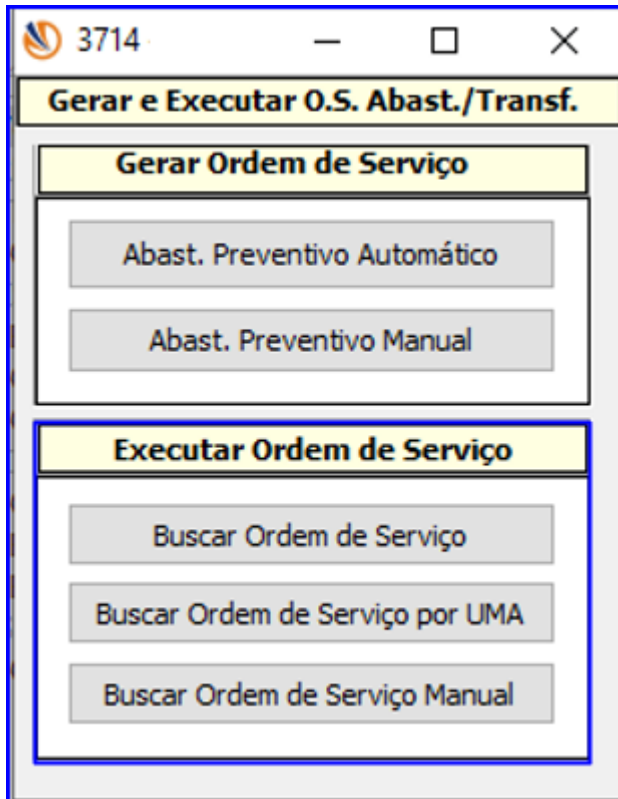 3714
Gerar e Executar O.S. Abast./Transf.
Gerar Ordem de Serviço
Abast. Preventivo Automático
Abast. Preventivo Manual
Executar Ordem de Serviço
Buscar Ordem de Serviço
Buscar Ordem de Serviço por UMA
Buscar Ordem de Serviço Manual